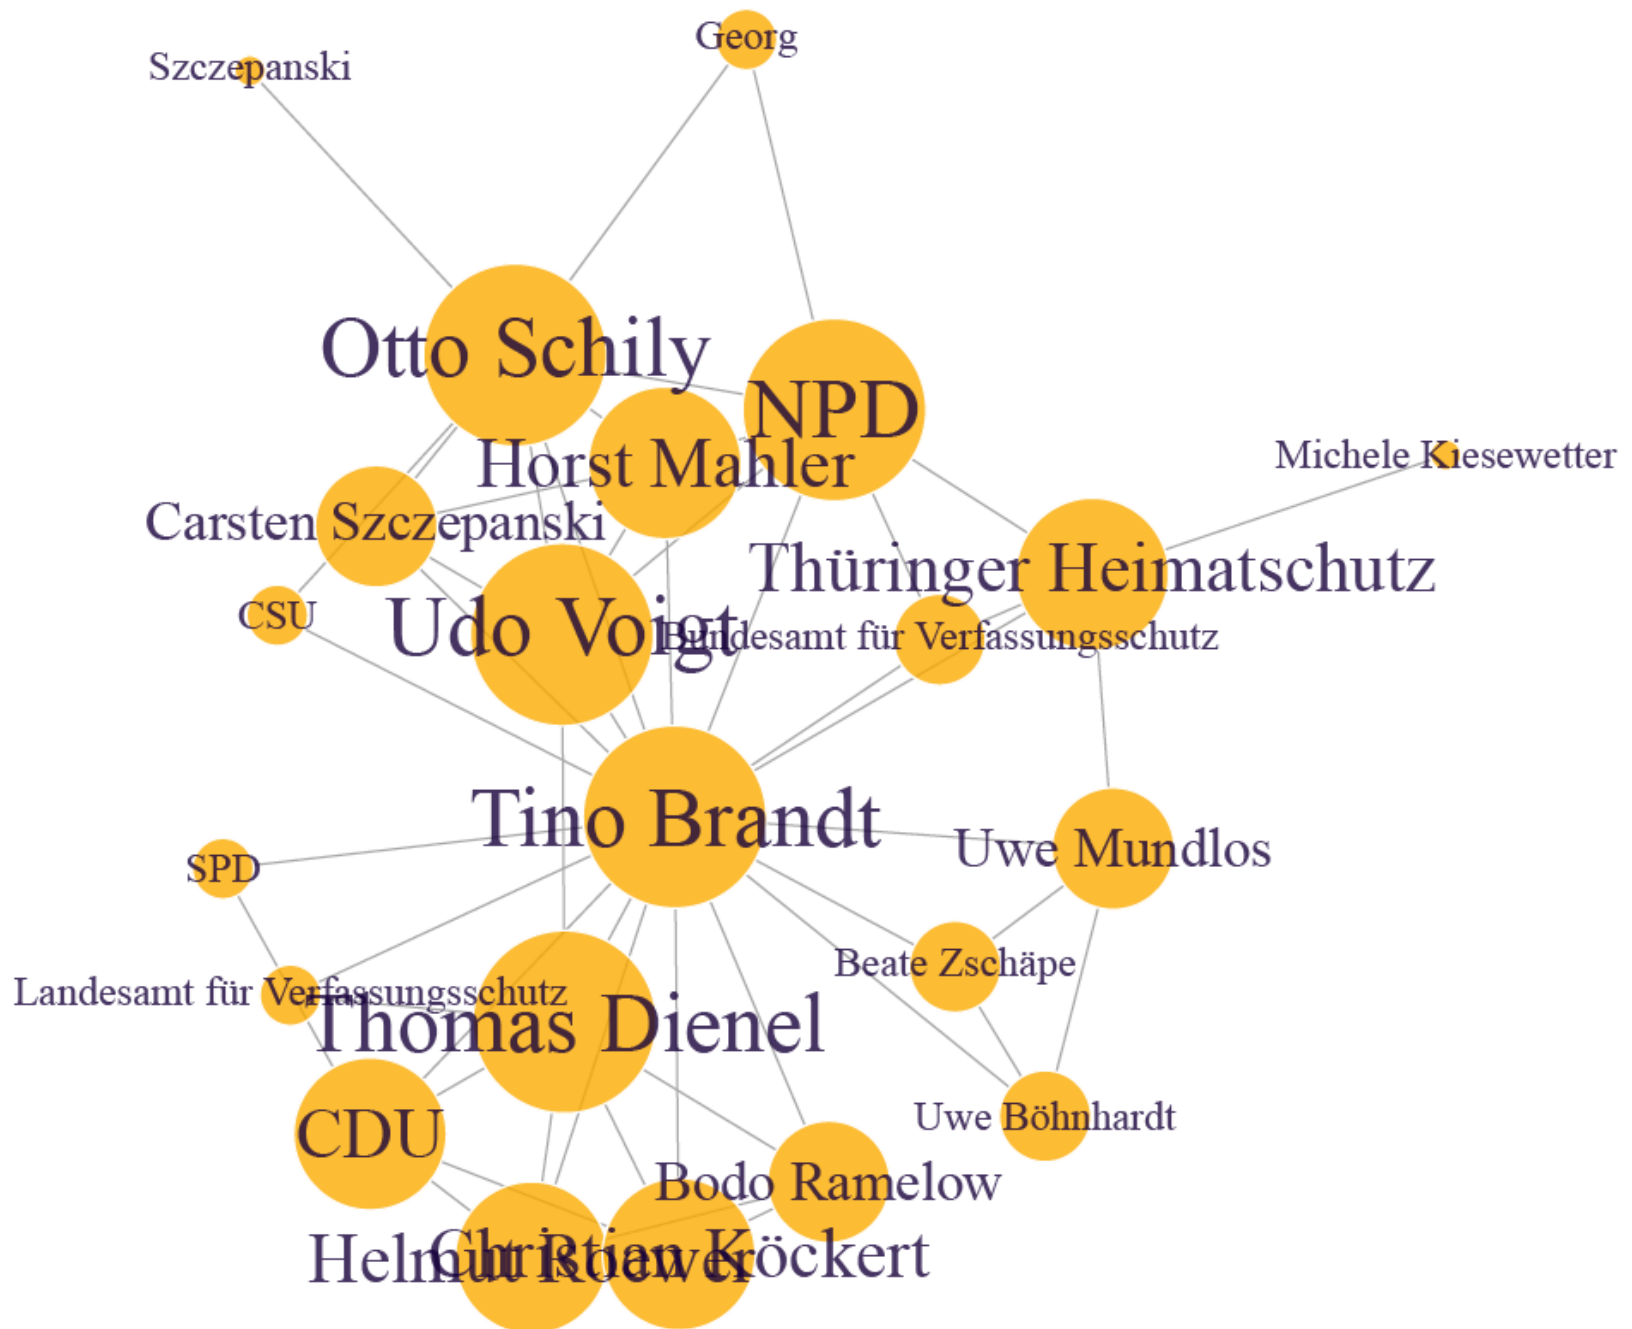 Georg
Szczepanski
Otto Schily
NPD
Horst Mahler
Michele Kiesewetter
Carsten Szczepanski
Thüringer Heimatschutz
CSU
Udo Voigt
Bundesamt für Verfassungsschutz
Tino Brandt
Uwe Mundlos
SPD
Beate Zschäpe
Landesamt für Verfassungsschutz
Thomas Dienel
Uwe Böhnhardt
CDU
Bodo Ramelow
Helmut Roewer
Christian Köckert